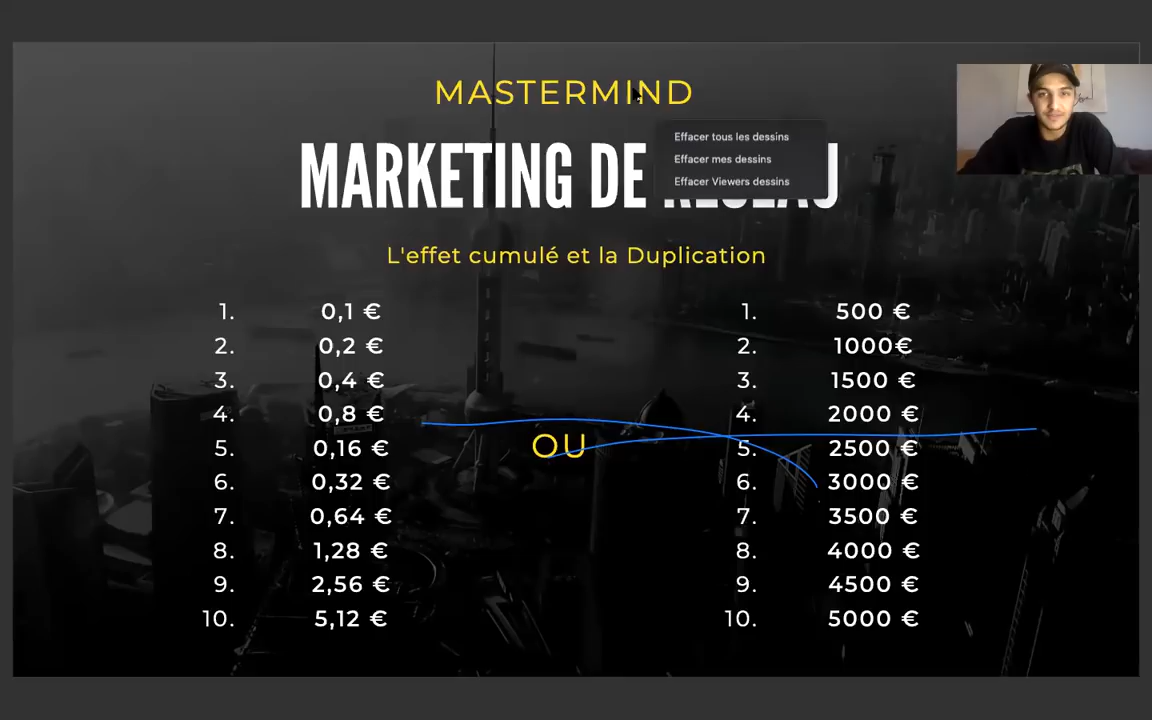 MASTERMIND
Effacer tous les dessins
Effacer mes dessins
Effacer Viewers dessins
MARKETING DE
L'effet cumulé et la Duplication
1. 0,1 €
2. 0,2 €
3. 0,4 €
4. 0,8 €
5. 0,16 €
6. 0,32 €
7. 0,64 €
8. 1,28 €
9. 2,56 €
10. 5,12 €
OU
1. 500 €
2. 1000€
3. 1500 €
4. 2000 €
5. 2500 €
6. 3000 €
7. 3500 €
8. 4000 €
9. 4500 €
10. 5000 €